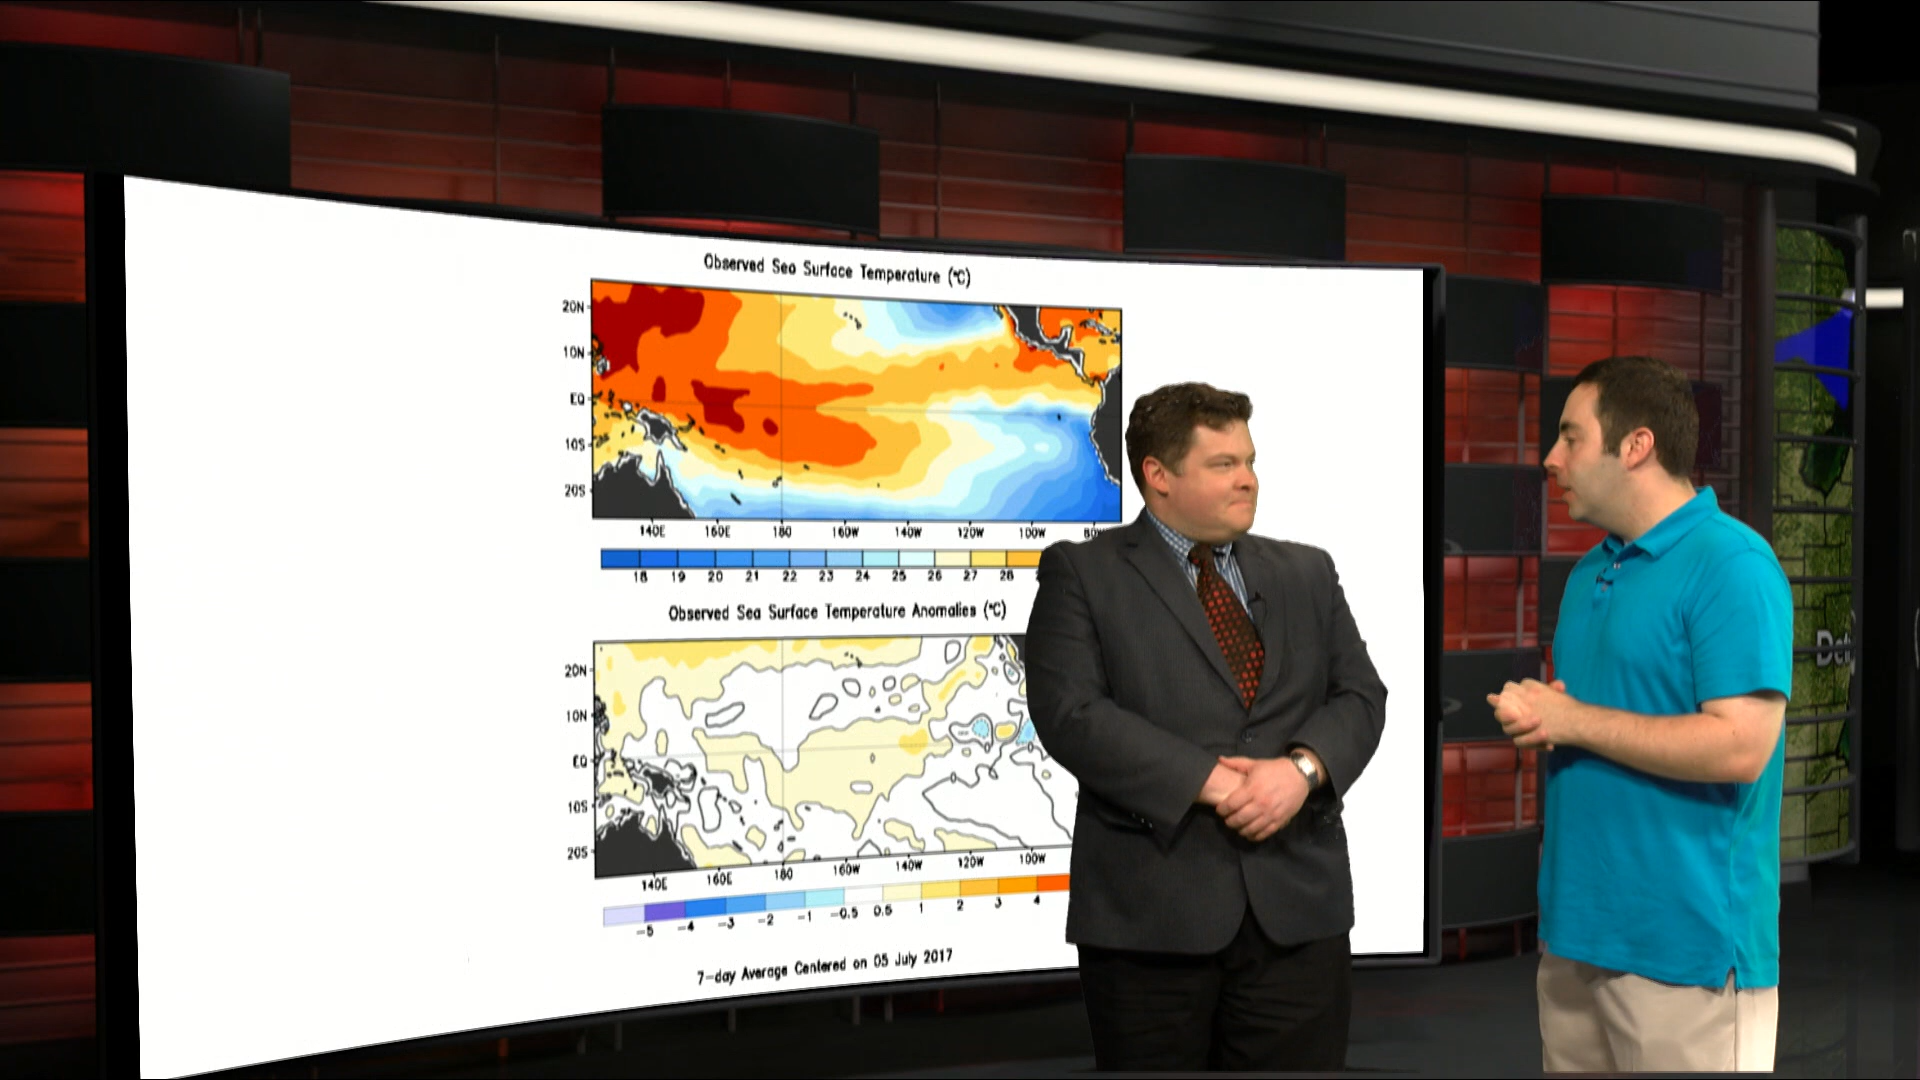 Observed Sea Surface Temperature (°C)
20N
10N
EQ
10S
20S
140E 160E 180 160W 140W 120W 100W
18 19 20 21 22 23 24 25 26 27 28
Observed Sea Surface Temperature Anomalies (°C)
20N
10N
EQ
10S
20S
140E 160E 180 160W 140W 120W 100W
-5 -4 -3 -2 -1 -0.5 0.5 1 2 3 4
7-day Average Centered on 05 July 2017